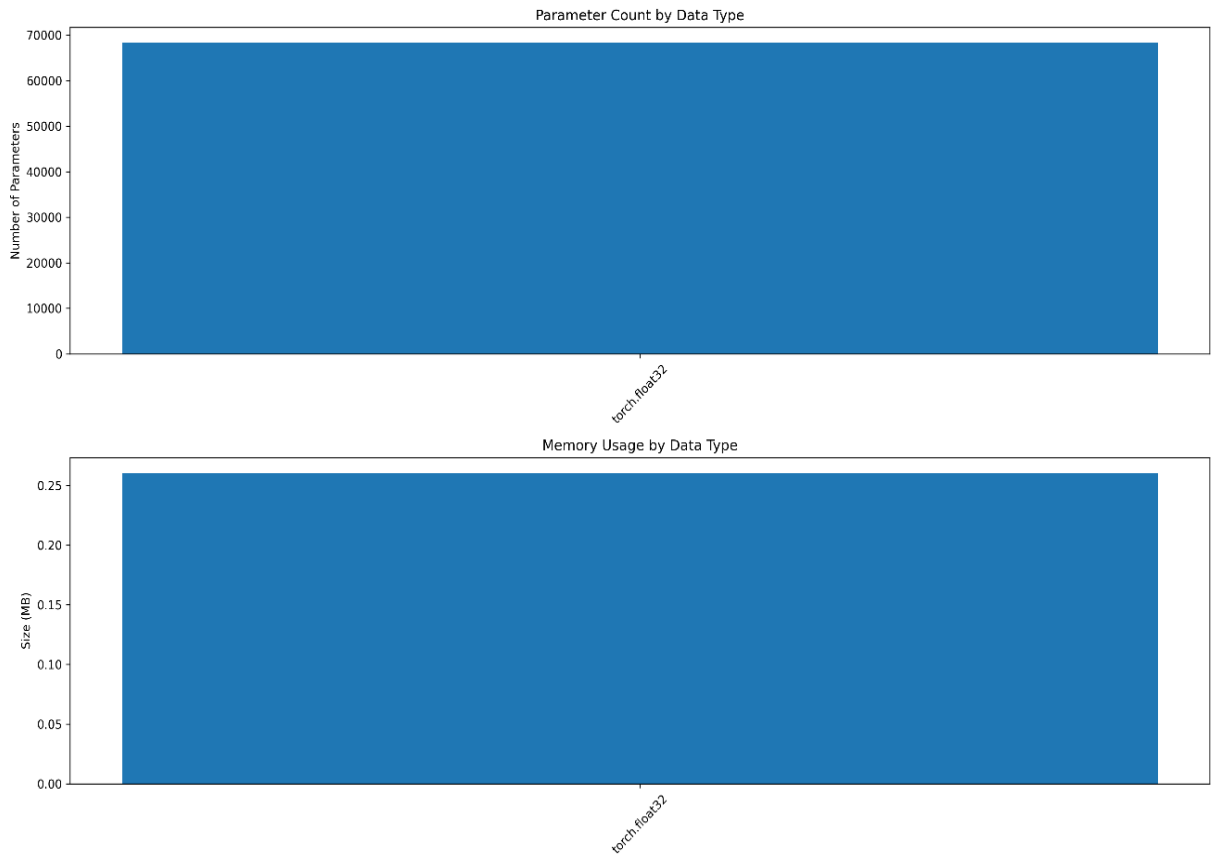 Parameter Count by Data Type
Number of Parameters
70000
60000
50000
40000
30000
20000
10000
0
torch.float32
Memory Usage by Data Type
Size (MB)
0.25
0.20
0.15
0.10
0.05
0.00
torch.float32